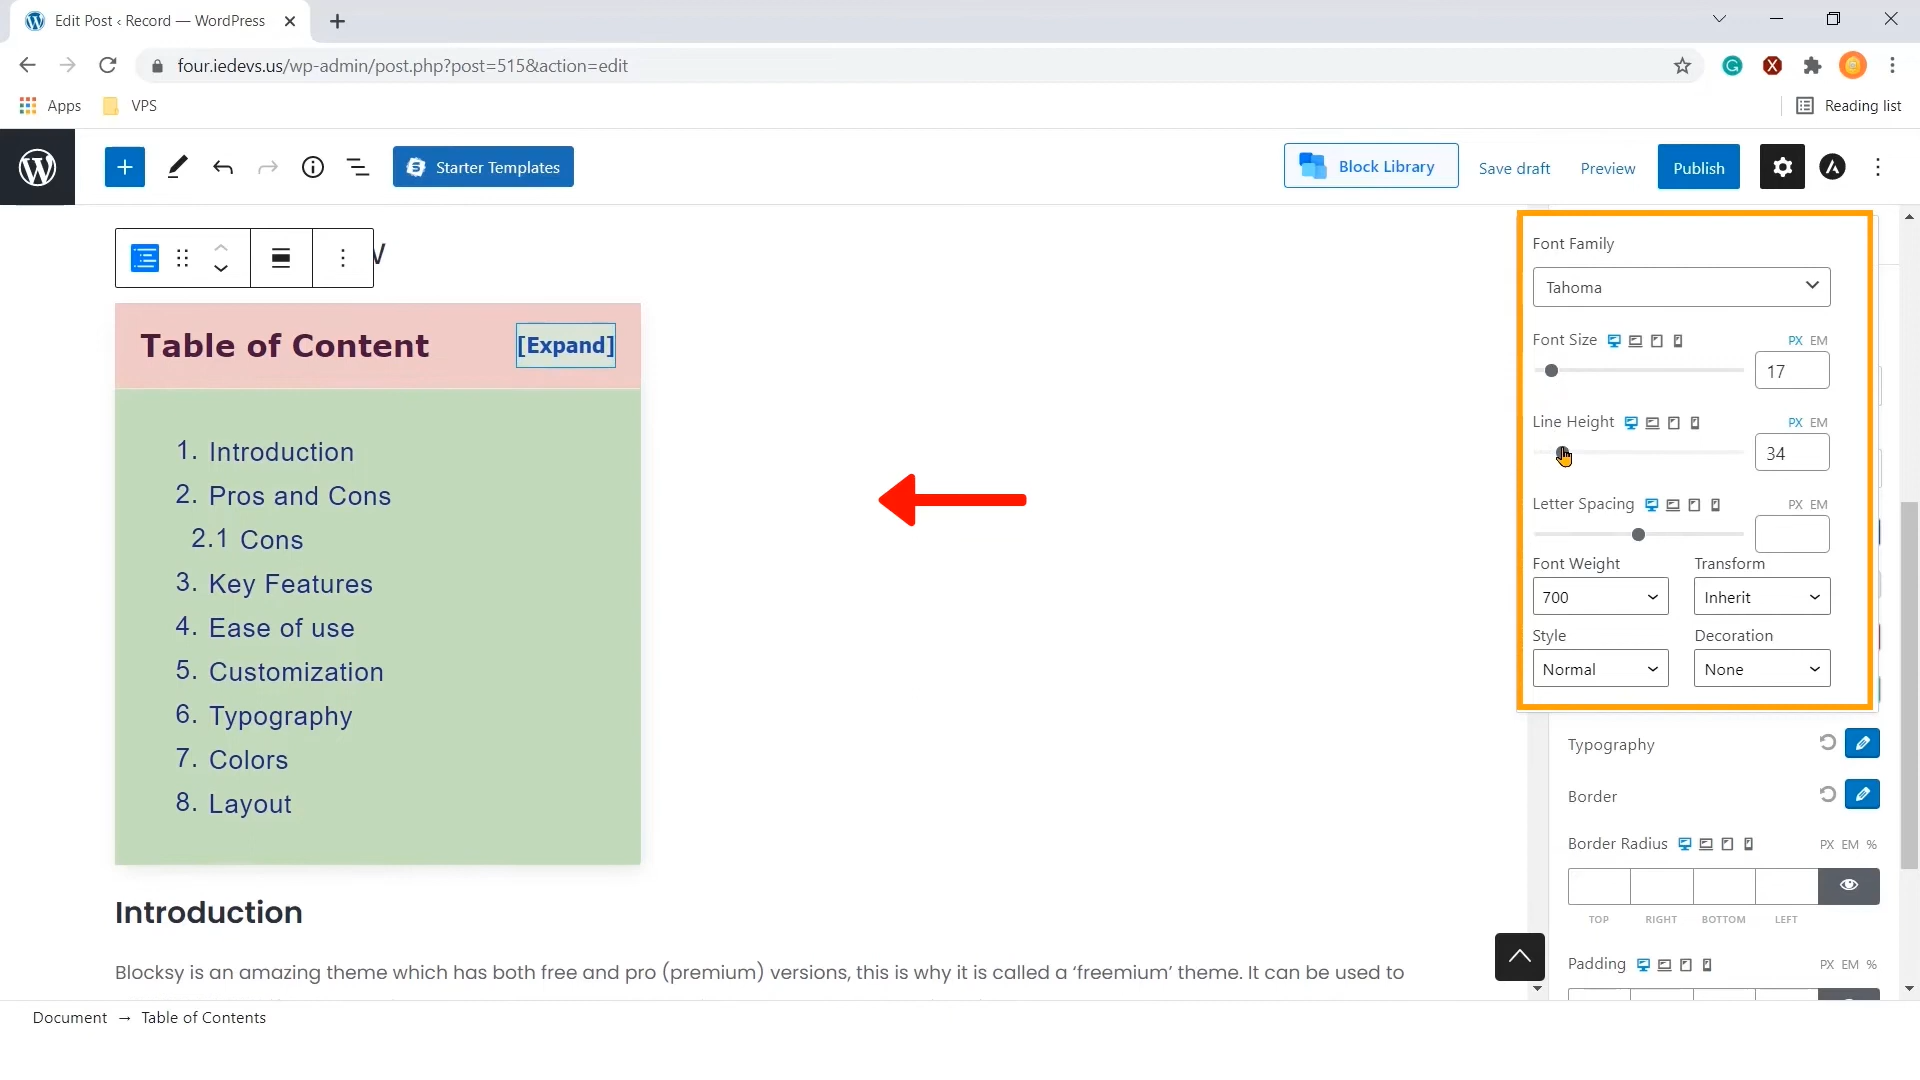 Edit Post ‹ Record — WordPress
four.iedevs.us/wp-admin/post.php?post=515&action=edit
Apps
VPS
Reading list
Starter Templates
Block Library
Save draft
Preview
Publish
Table of Content
[Expand]
1. Introduction
2. Pros and Cons
2.1 Cons
3. Key Features
4. Ease of use
5. Customization
6. Typography
7. Colors
8. Layout
Introduction
Blocksy is an amazing theme which has both free and pro (premium) versions, this is why it is called a ‘freemium’ theme. It can be used to
Font Family
Tahoma
Font Size PX EM
17
Line Height PX EM
34
Letter Spacing PX EM
Font Weight Transform
700 Inherit
Style Decoration
Normal None
Typography
Border
Border Radius PX EM %
TOP RIGHT BOTTOM LEFT
Padding PX EM %
Document → Table of Contents